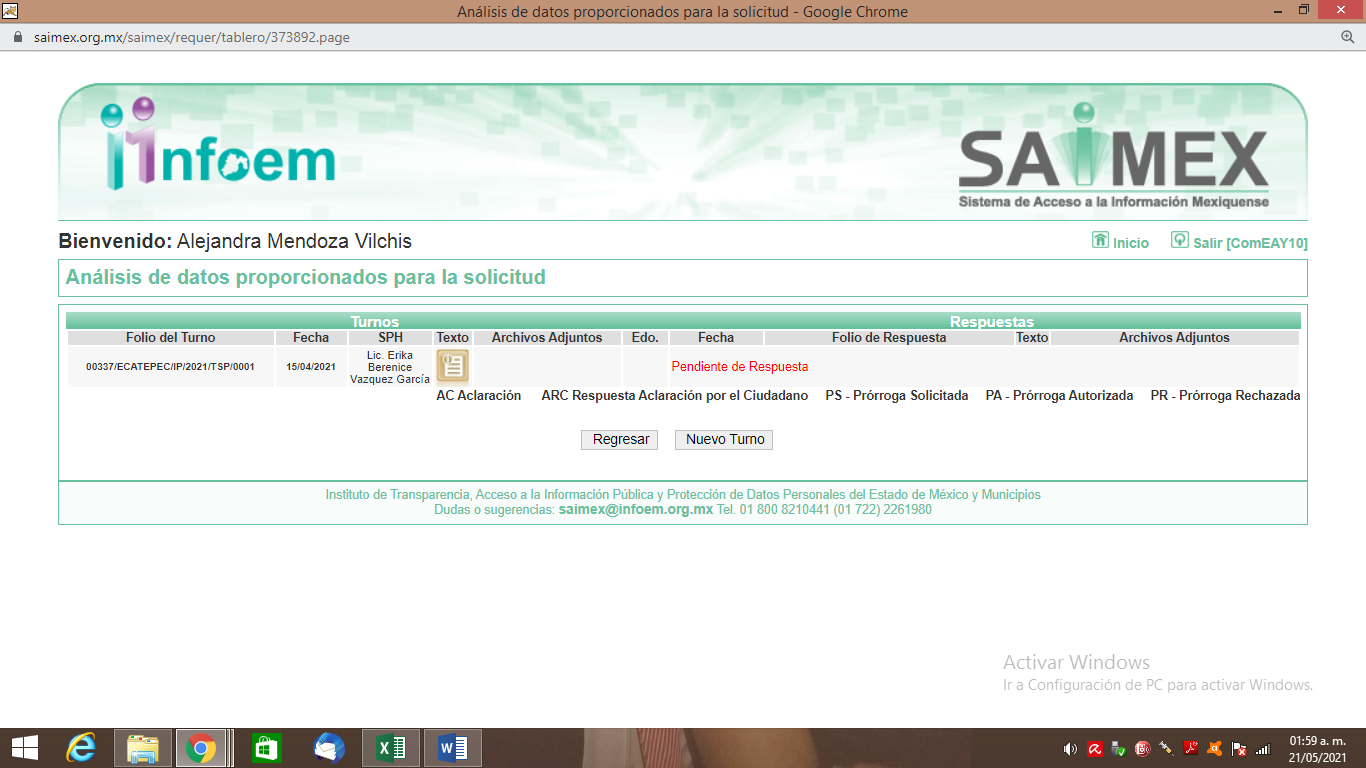 Análisis de datos proporcionados para la solicitud - Google Chrome
saimex.org.mx/saimex/requer/tablero/373892.page
infoem
SAIMEX
Sistema de Acceso a la Información Mexiquense
Bienvenido: Alejandra Mendoza Vilchis
Inicio Salir [ComEAY10]
Análisis de datos proporcionados para la solicitud
Turnos Respuestas
Folio del Turno Fecha SPH Texto Archivos Adjuntos Edo. Fecha Folio de Respuesta Texto Archivos Adjuntos
00337/ECATEPEC/IP/2021/TSP/0001 15/04/2021 Lic. Erika
Berenice
Vazquez García
Pendiente de Respuesta
AC Aclaración ARC Respuesta Aclaración por el Ciudadano PS - Prórroga Solicitada PA - Prórroga Autorizada PR - Prórroga Rechazada
Regresar Nuevo Turno
Instituto de Transparencia, Acceso a la Información Pública y Protección de Datos Personales del Estado de México y Municipios
Dudas o sugerencias: saimex@infoem.org.mx Tel. 01 800 8210441 (01 722) 2261980
Activar Windows
Ir a Configuración de PC para activar Windows.
01:59 a. m.
21/05/2021